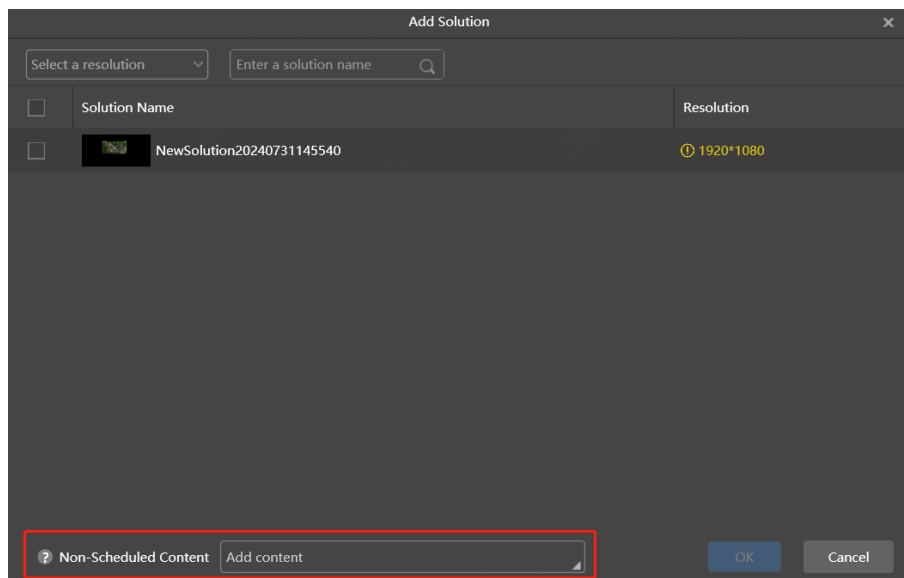 Add Solution
Select a resolution
Enter a solution name
Solution Name Resolution
NewSolution20240731145540 1920*1080
Non-Scheduled Content Add content OK Cancel